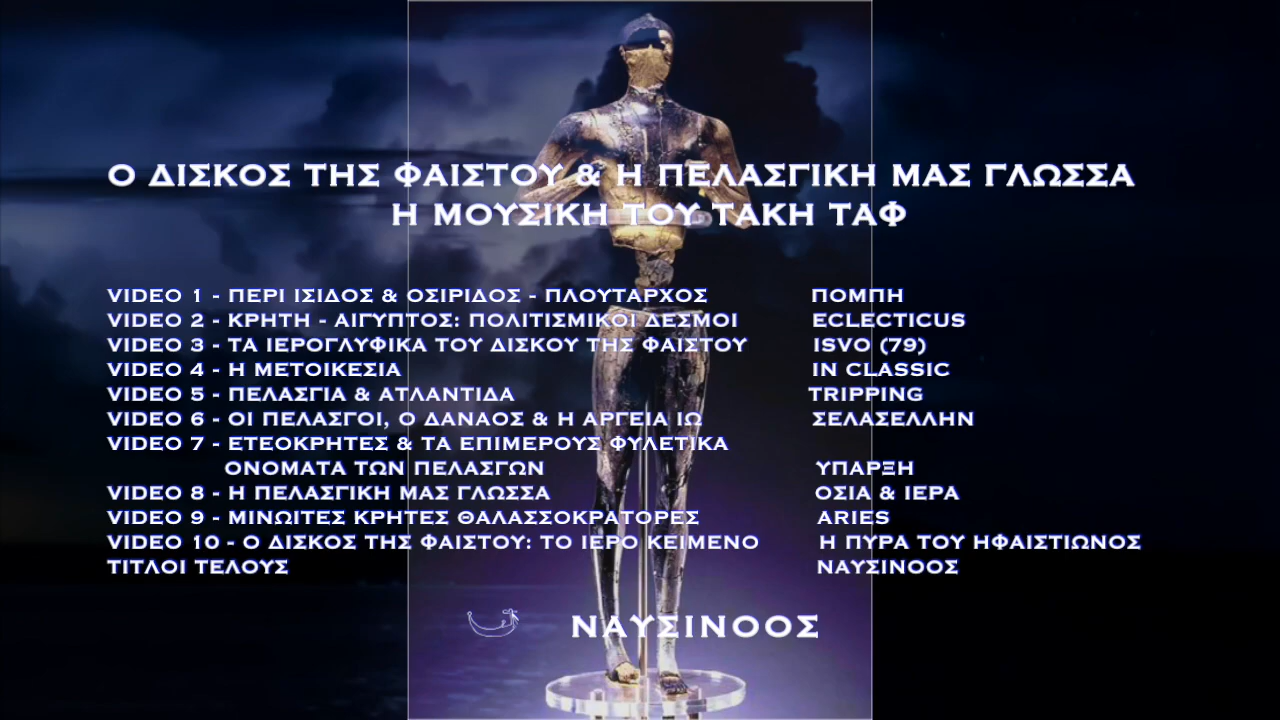 Ο ΔΙΣΚΟΣ ΤΗΣ ΦΑΙΣΤΟΥ & Η ΠΕΛΑΣΓΙΚΗ ΜΑΣ ΓΛΩΣΣΑ
Η ΜΟΥΣΙΚΗ ΤΟΥ ΤΑΚΗ ΤΑΦ
VIDEO 1 - ΠΕΡΙ ΙΣΙΔΟΣ & ΟΣΙΡΙΔΟΣ - ΠΛΟΥΤΑΡΧΟΣ ΠΟΜΠΗ
VIDEO 2 - ΚΡΗΤΗ - ΑΙΓΥΠΤΟΣ: ΠΟΛΙΤΙΣΜΙΚΟΙ ΔΕΣΜΟΙ ECLECTICUS
VIDEO 3 - ΤΑ ΙΕΡΟΓΛΥΦΙΚΑ ΤΟΥ ΔΙΣΚΟΥ ΤΗΣ ΦΑΙΣΤΟΥ ISVO (79)
VIDEO 4 - Η ΜΕΤΟΙΚΕΣΙΑ IN CLASSIC
VIDEO 5 - ΠΕΛΑΣΓΙΑ & ΑΤΛΑΝΤΙΔΑ TRIPPING
VIDEO 6 - ΟΙ ΠΕΛΑΣΓΟΙ, Ο ΔΑΝΑΟΣ & Η ΑΡΓΕΙΑ ΙΩ ΣΕΛΑΣΕΛΛΗΝ
VIDEO 7 - ΕΤΕΟΚΡΗΤΕΣ & ΤΑ ΕΠΙΜΕΡΟΥΣ ΦΥΛΕΤΙΚΑ
ΟΝΟΜΑΤΑ ΤΩΝ ΠΕΛΑΣΓΩΝ ΥΠΑΡΞΗ
VIDEO 8 - Η ΠΕΛΑΣΓΙΚΗ ΜΑΣ ΓΛΩΣΣΑ ΟΣΙΑ & ΙΕΡΑ
VIDEO 9 - ΜΙΝΩΙΤΕΣ ΚΡΗΤΕΣ ΘΑΛΑΣΣΟΚΡΑΤΟΡΕΣ ARIES
VIDEO 10 - Ο ΔΙΣΚΟΣ ΤΗΣ ΦΑΙΣΤΟΥ: ΤΟ ΙΕΡΟ ΚΕΙΜΕΝΟ Η ΠΥΡΑ ΤΟΥ ΗΦΑΙΣΤΙΩΝΟΣ
ΤΙΤΛΟΙ ΤΕΛΟΥΣ ΝΑΥΣΙΝΟΟΣ
ΝΑΥΣΙΝΟΟΣ